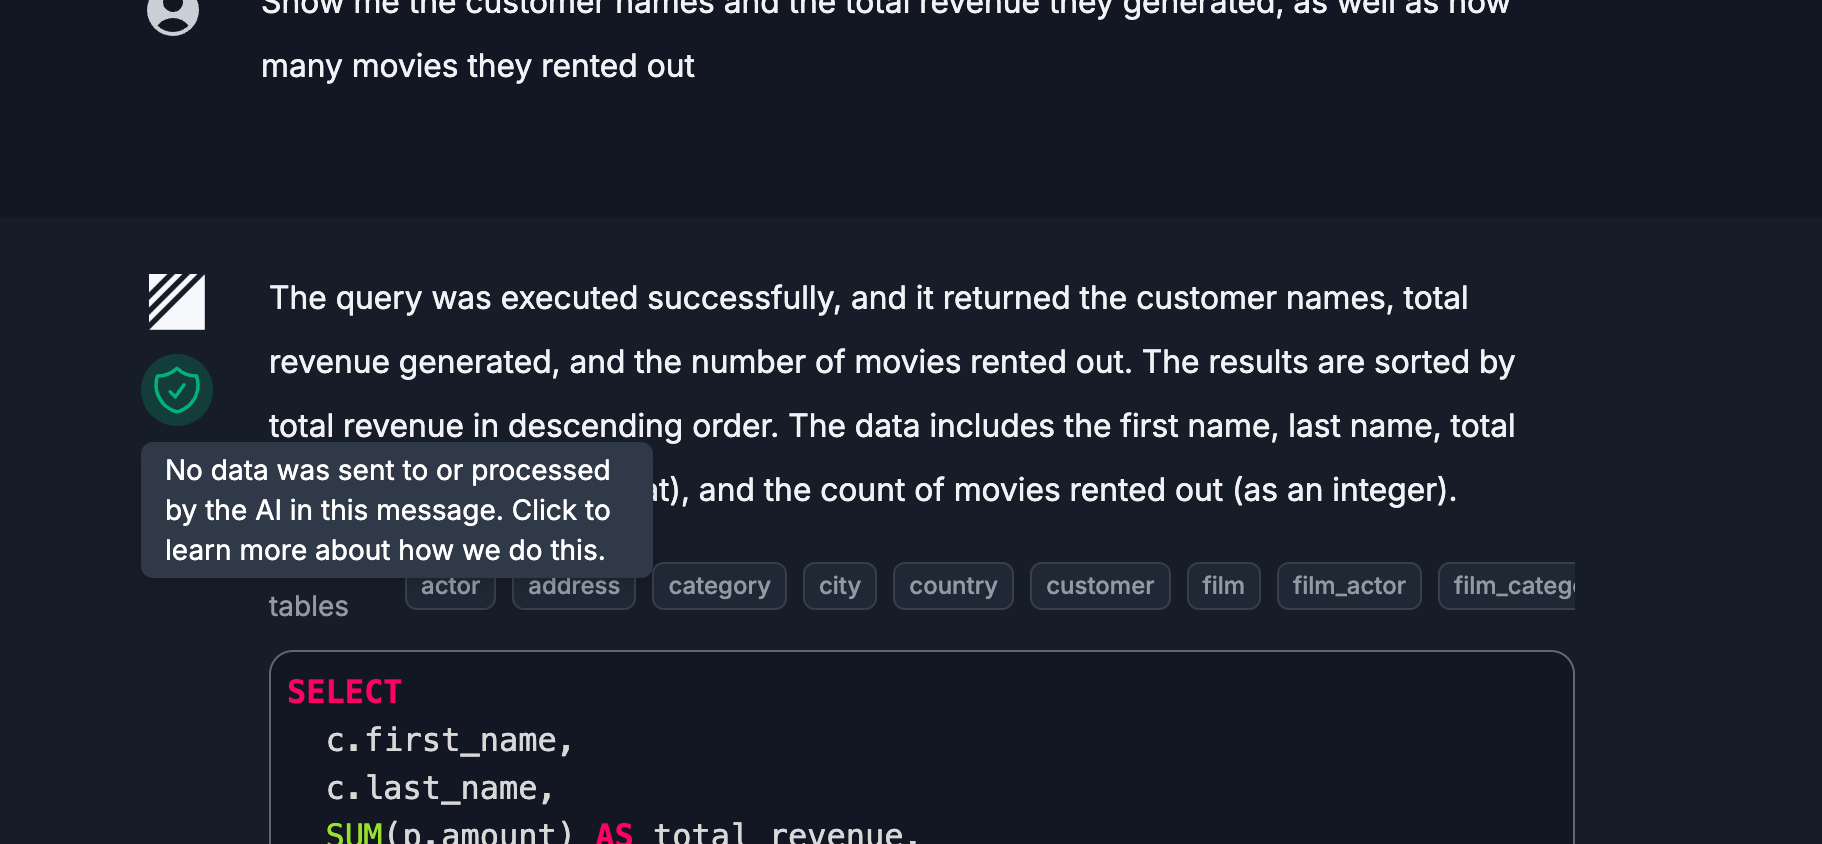 Show me the customer names and the total revenue they generated, as well as how
many movies they rented out
The query was executed successfully, and it returned the customer names, total
revenue generated, and the number of movies rented out. The results are sorted by
total revenue in descending order. The data includes the first name, last name, total
at), and the count of movies rented out (as an integer).
No data was sent to or processed
by the AI in this message. Click to
learn more about how we do this.
tables
actor address category city country customer film film_actor film_catego
SELECT
c.first_name,
c.last_name,
SUM(p.amount) AS total_revenue,